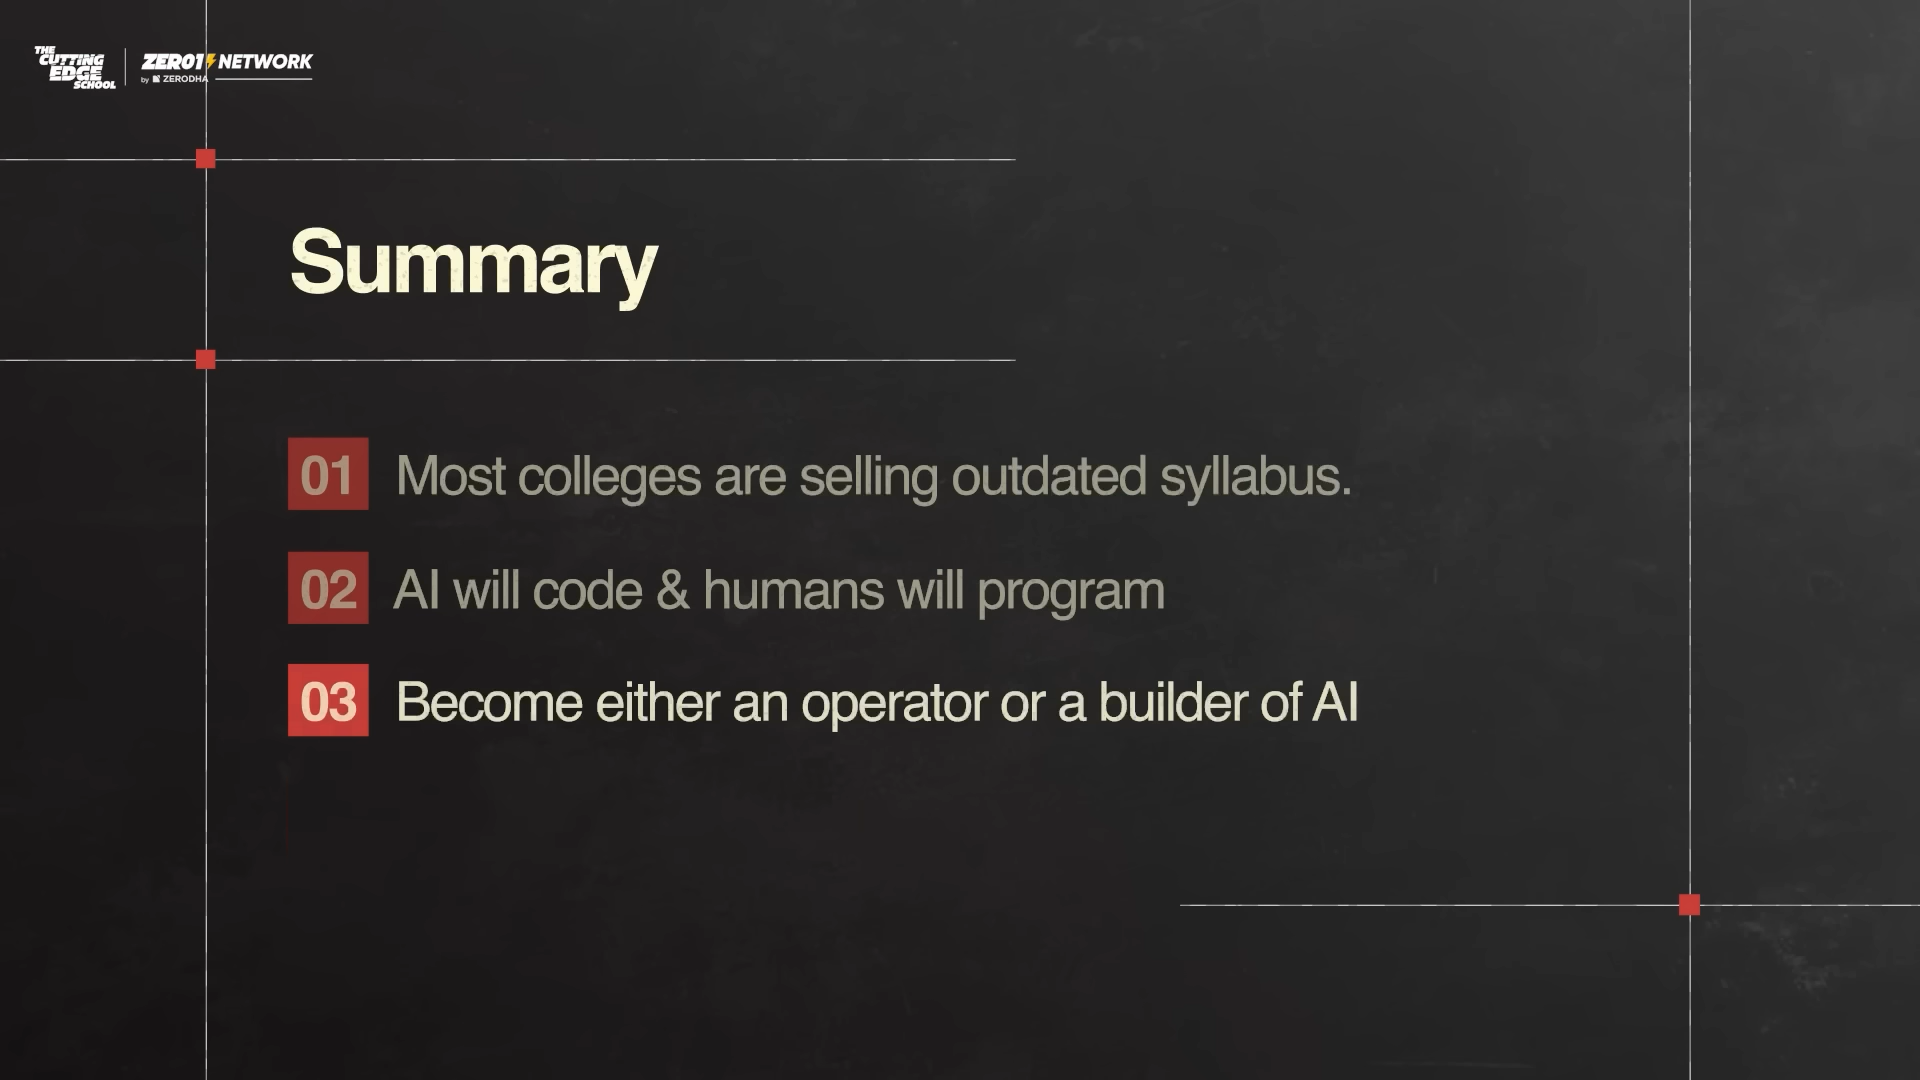 THE CUTTING EDGE SCHOOL
ZERO1 NETWORK
by ZERODHA
Summary
01 Most colleges are selling outdated syllabus.
02 AI will code & humans will program
03 Become either an operator or a builder of AI